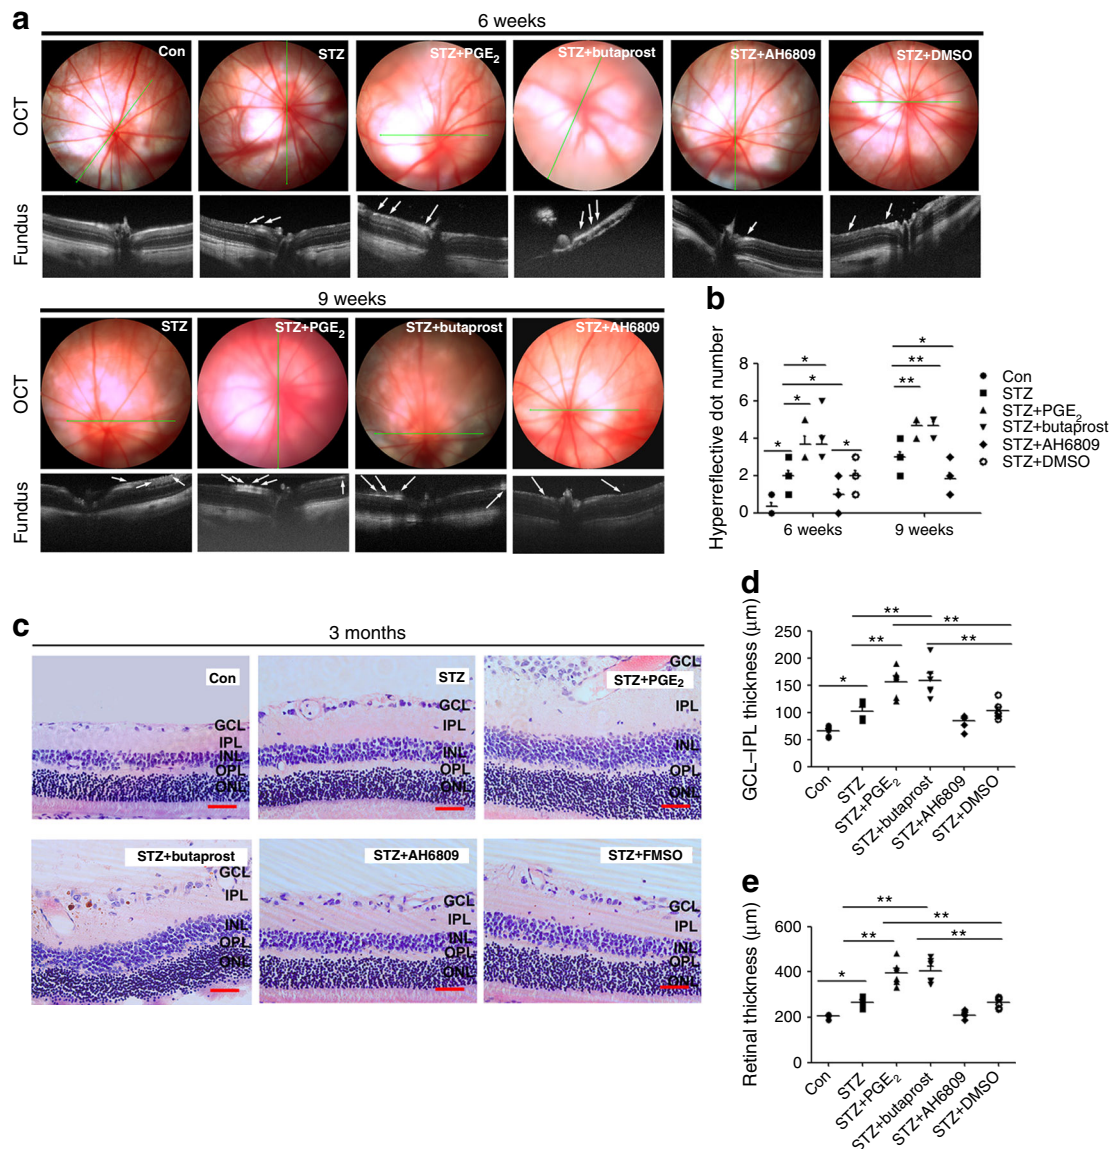 a
6 weeks
OCT
Con
STZ
STZ+PGE2
STZ+butaprost
STZ+AH6809
STZ+DMSO
Fundus
9 weeks
OCT
STZ
STZ+PGE2
STZ+butaprost
STZ+AH6809
Fundus
b
Hyperreflective dot number
8
6
4
2
0
*
*
*
*
*
**
**
*
6 weeks
9 weeks
Con
STZ
STZ+PGE2
STZ+butaprost
STZ+AH6809
STZ+DMSO
c
3 months
Con
GCL
IPL
INL
OPL
ONL
STZ
GCL
IPL
INL
OPL
ONL
STZ+PGE2
GCL
IPL
INL
OPL
ONL
STZ+butaprost
GCL
IPL
INL
OPL
ONL
STZ+AH6809
GCL
IPL
INL
OPL
ONL
STZ+FMSO
GCL
IPL
INL
OPL
ONL
d
GCL–IPL thickness (μm)
250
200
150
100
50
0
*
**
**
**
**
Con
STZ
STZ+PGE2
STZ+butaprost
STZ+AH6809
STZ+DMSO
e
Retinal thickness (μm)
600
400
200
0
*
**
**
**
**
Con
STZ
STZ+PGE2
STZ+butaprost
STZ+AH6809
STZ+DMSO